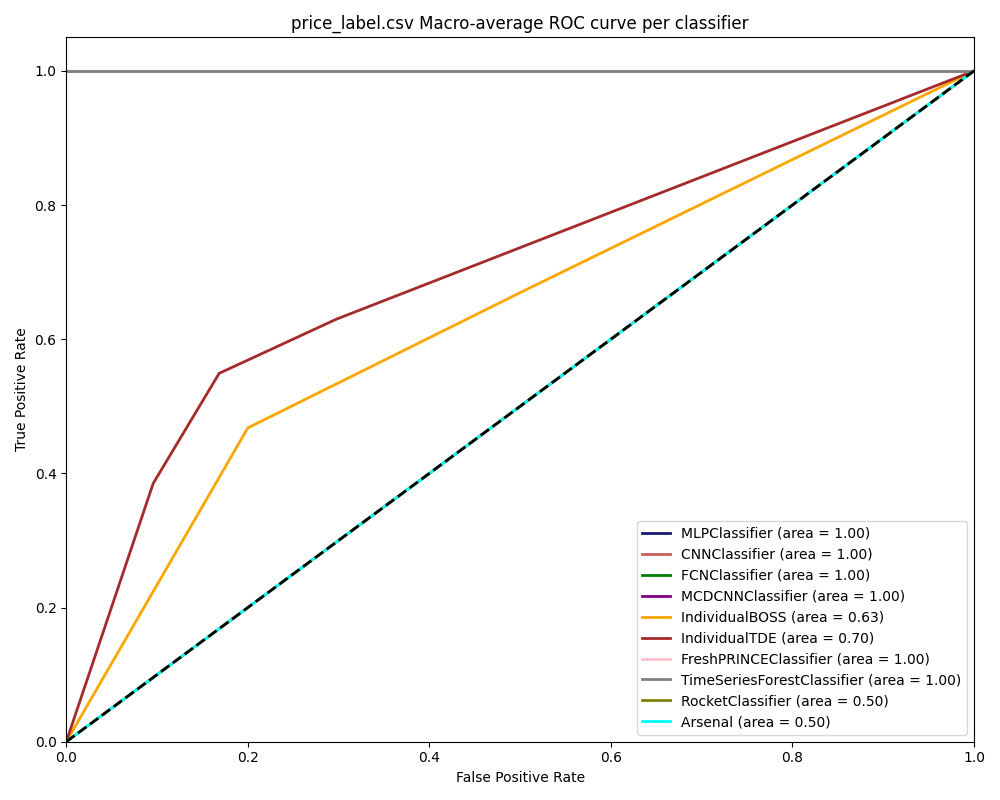 price_label.csv Macro-average ROC curve per classifier
1.0
0.8
0.6
0.4
0.2
0.0
True Positive Rate
MLPClassifier (area = 1.00)
CNNClassifier (area = 1.00)
FCNClassifier (area = 1.00)
MCDCNNClassifier (area = 1.00)
IndividualBOSS (area = 0.63)
IndividualTDE (area = 0.70)
FreshPRINCEClassifier (area = 1.00)
TimeSeriesForestClassifier (area = 1.00)
RocketClassifier (area = 0.50)
Arsenal (area = 0.50)
0.0 0.2 0.4 0.6 0.8 1.0
False Positive Rate